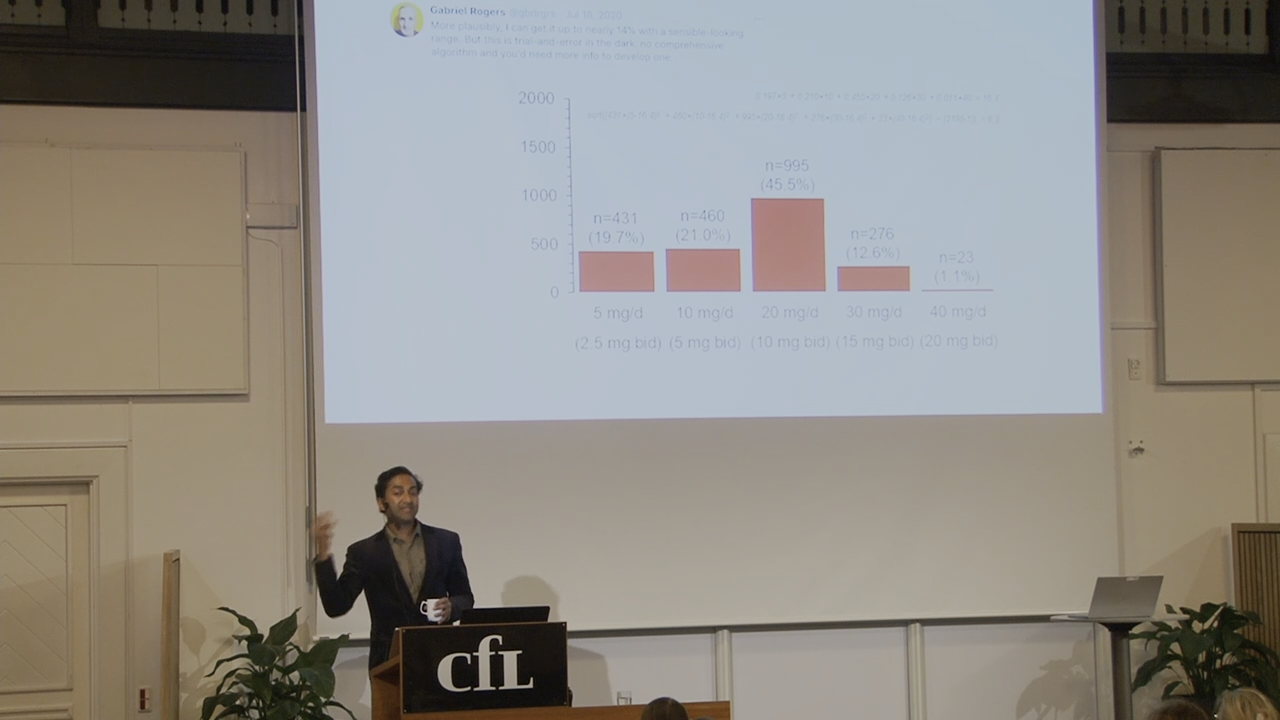 Gabriel Rogers @gbrlrgrs · Jul 18, 2020
More plausibly, I can get it up to nearly 14% with a sensible-looking
range. But this is trial-and-error in the dark: no comprehensive
algorithm and you'd need more info to develop one.
2000
1500
1000
500
0
n=431
(19.7%)
n=460
(21.0%)
n=995
(45.5%)
n=276
(12.6%)
n=23
(1.1%)
5 mg/d 10 mg/d 20 mg/d 30 mg/d 40 mg/d
(2.5 mg bid) (5 mg bid) (10 mg bid) (15 mg bid) (20 mg bid)
cfL